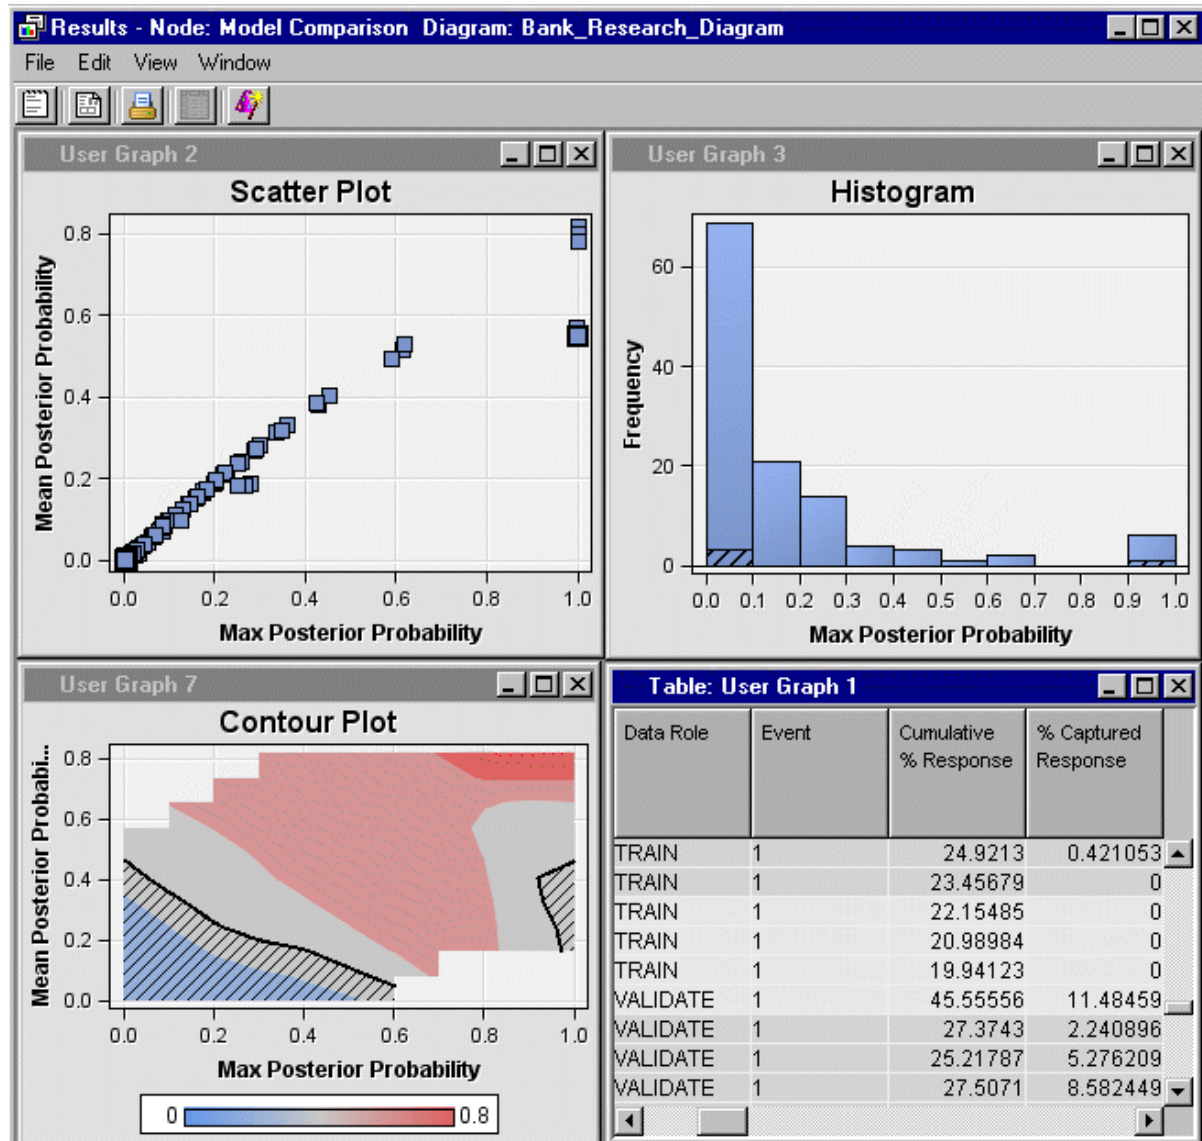 Results - Node: Model Comparison Diagram: Bank_Research_Diagram
File Edit View Window
User Graph 2
Scatter Plot
Mean Posterior Probability
0.8
0.6
0.4
0.2
0.0
0.0 0.2 0.4 0.6 0.8 1.0
Max Posterior Probability
User Graph 3
Histogram
Frequency
60
40
20
0
0.0 0.1 0.2 0.3 0.4 0.5 0.6 0.7 0.8 0.9 1.0
Max Posterior Probability
User Graph 7
Contour Plot
Mean Posterior Probabi...
0.8
0.6
0.4
0.2
0.0
0.0 0.2 0.4 0.6 0.8 1.0
Max Posterior Probability
0 0.8
Table: User Graph 1
Data Role Event Cumulative % Response % Captured Response
TRAIN 1 24.9213 0.421053
TRAIN 1 23.45679 0
TRAIN 1 22.15485 0
TRAIN 1 20.98984 0
TRAIN 1 19.94123 0
VALIDATE 1 45.55556 11.48459
VALIDATE 1 27.3743 2.240896
VALIDATE 1 25.21787 5.276209
VALIDATE 1 27.5071 8.582449